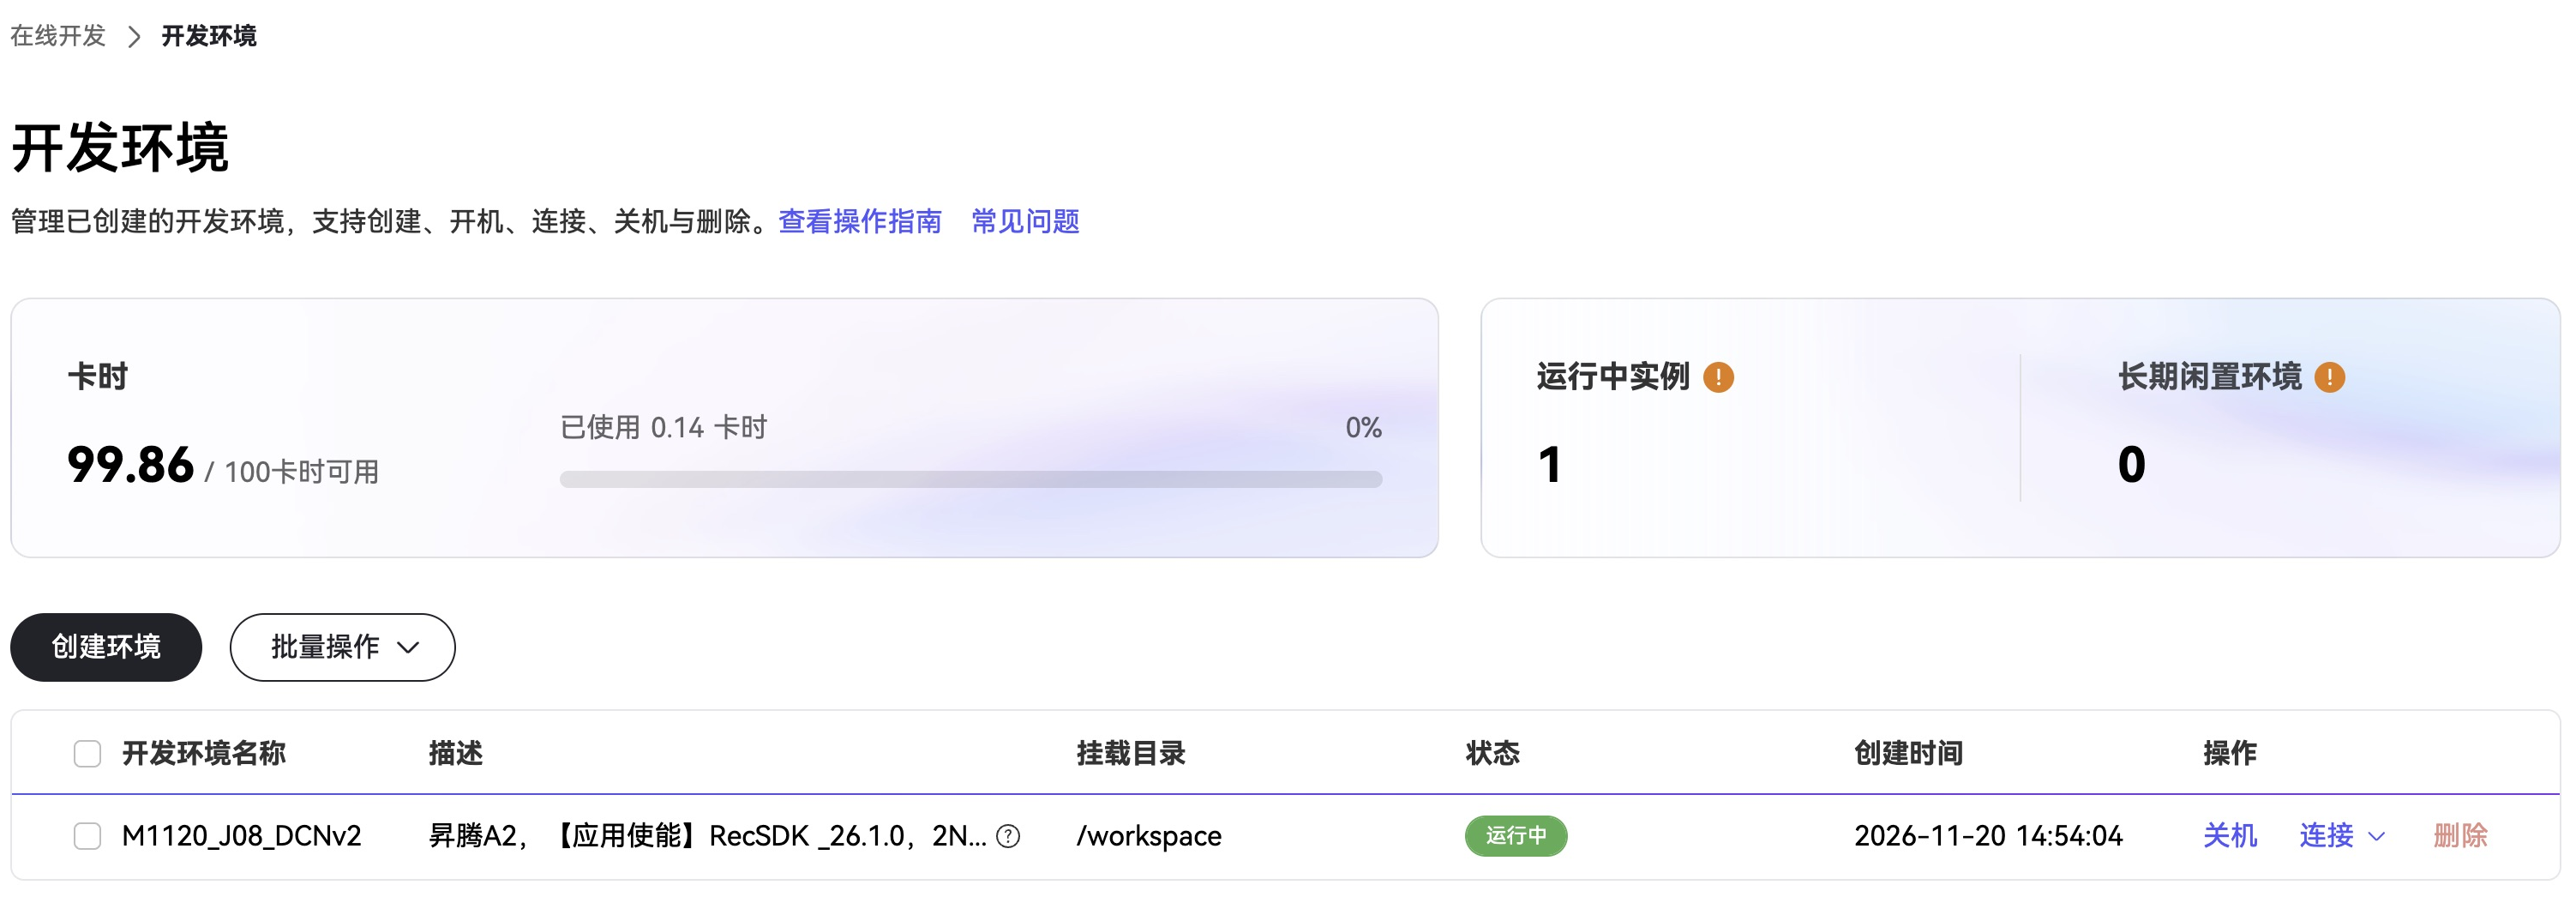 在线开发 > 开发环境
开发环境
管理已创建的开发环境，支持创建、开机、连接、关机与删除。查看操作指南 常见问题
卡时
已使用 0.14 卡时 0%
99.86 / 100卡时可用
运行中实例
1
长期闲置环境
0
创建环境 批量操作
开发环境名称 描述 挂载目录 状态 创建时间 操作
M1120_J08_DCNv2 昇腾A2，【应用使能】RecSDK _26.1.0，2N... /workspace 运行中 2026-11-20 14:54:04 关机 连接 删除